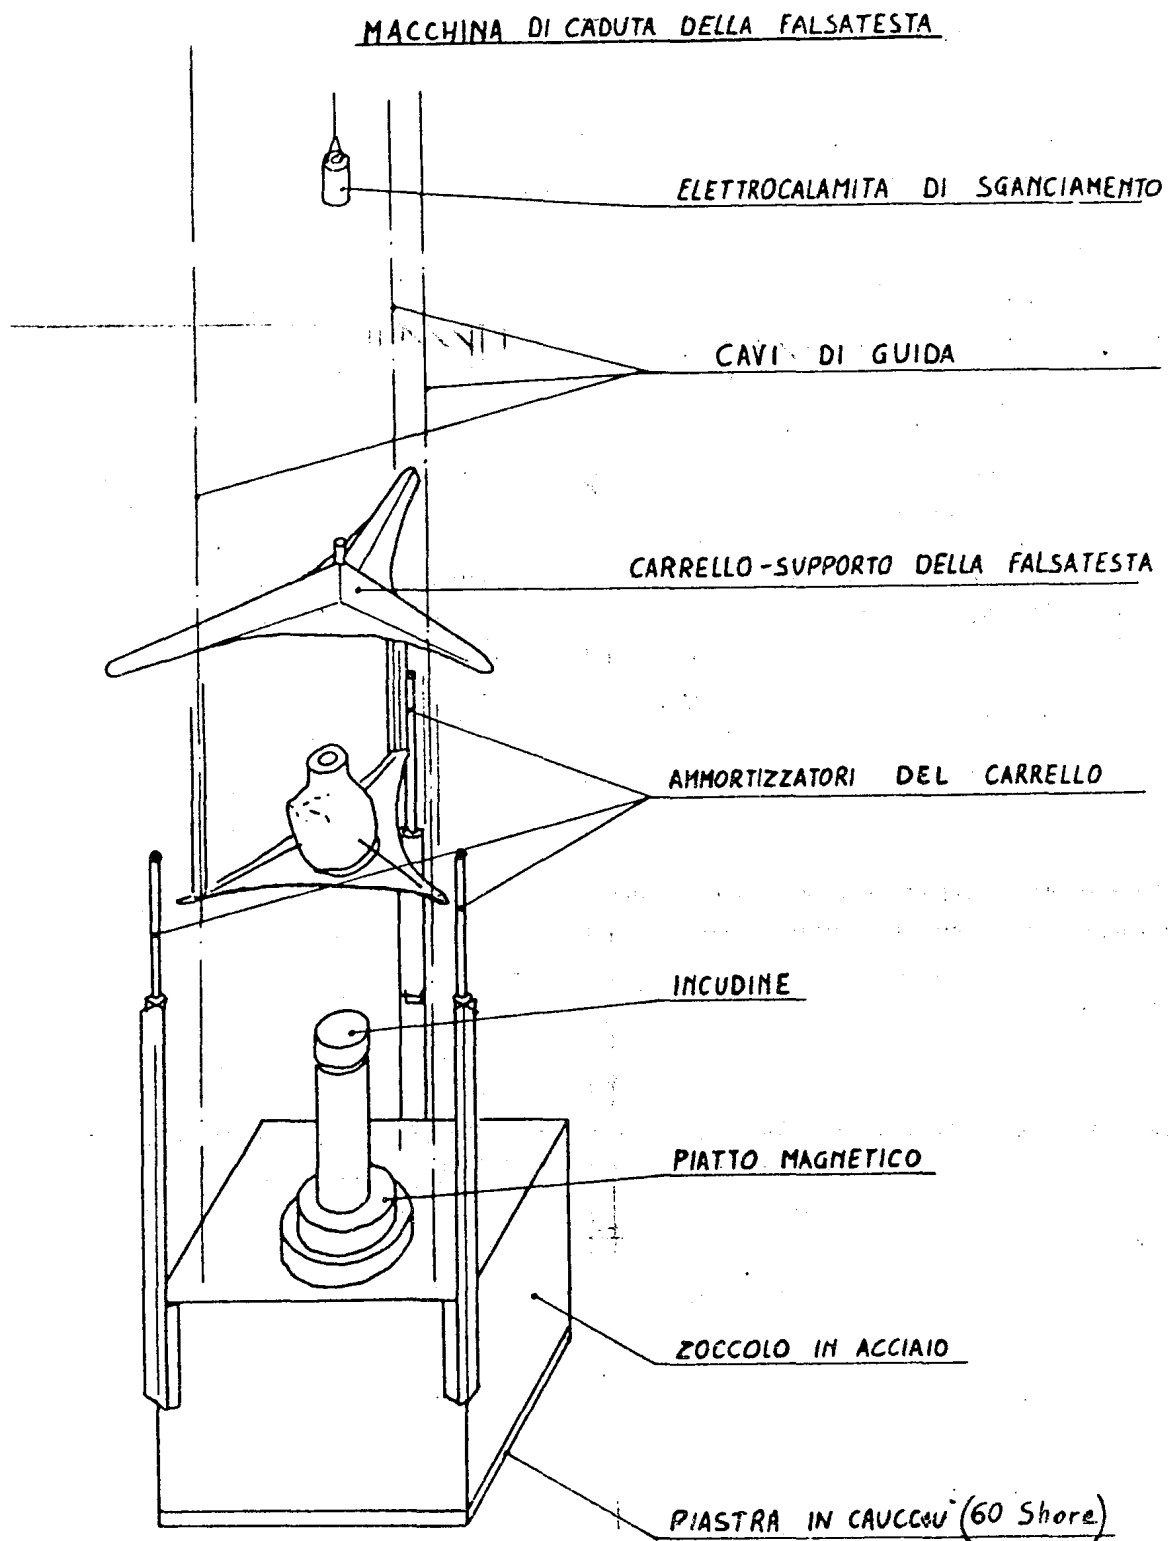 MACCHINA DI CADUTA DELLA FALSATESTA
ELETTROCALAMITA DI SGANCIAMENTO
CAVI DI GUIDA
CARRELLO-SUPPORTO DELLA FALSATESTA
AMMORTIZZATORI DEL CARRELLO
INCUDINE
PIATTO MAGNETICO
ZOCCOLO IN ACCIAIO
PIASTRA IN CAUCCIU' (60 Shore)